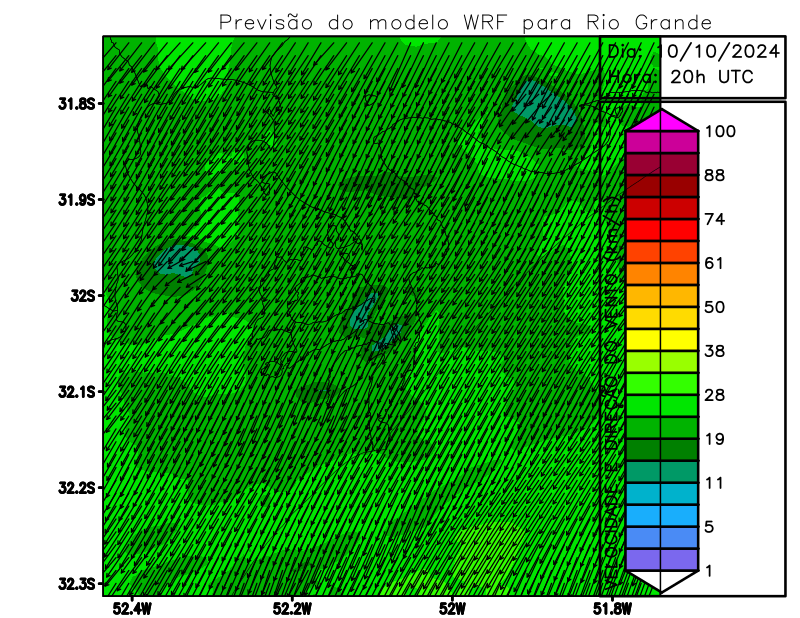 Previsão do modelo WRF para Rio Grande
Dia: 10/10/2024
Hora: 20h UTC
31.8S
31.9S
32S
32.1S
32.2S
32.3S
52.4W
52.2W
52W
51.8W
VELOCIDADE E DIREÇÃO DO VENTO (km/h)
100
88
74
61
50
38
28
19
11
5
1